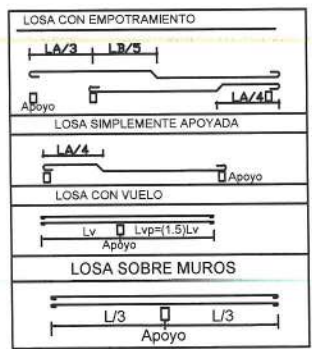 LOSA CON EMPOTRAMIENTO
LA/3 LB/5
LA/4
Apoyo
LOSA SIMPLEMENTE APOYADA
LA/4
Apoyo
LOSA CON VUELO
Lv Lvp=(1.5)Lv
Apoyo
LOSA SOBRE MUROS
L/3 L/3
Apoyo